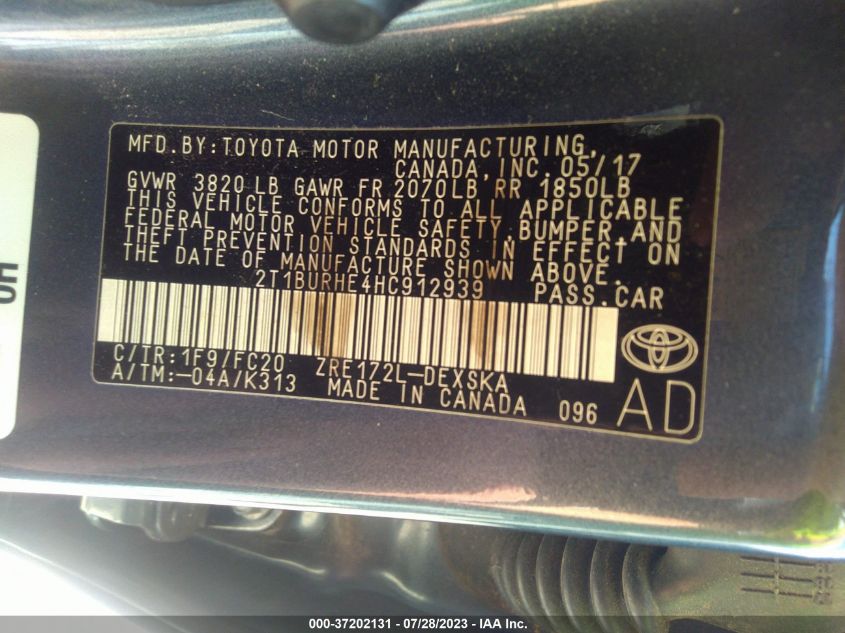 MFD.BY:TOYOTA MOTOR MANUFACTURING,
CANADA,INC. 05/17
GVWR 3820 LB GAWR FR 2070LB RR 1850LB
THIS VEHICLE CONFORMS TO ALL APPLICABLE
FEDERAL MOTOR VEHICLE SAFETY, BUMPER,AND
THEFT PREVENTION STANDARDS IN EFFECT ON
THE DATE OF MANUFACTURE SHOWN ABOVE.
2T1BURHE4HC912939 PASS.CAR
C/TR:1F9/FC20 ZRE172L-DEXSKA
A/TM:-04A/K313 MADE IN CANADA 096 AD
000-37202131 - 07/28/2023 - IAA Inc.